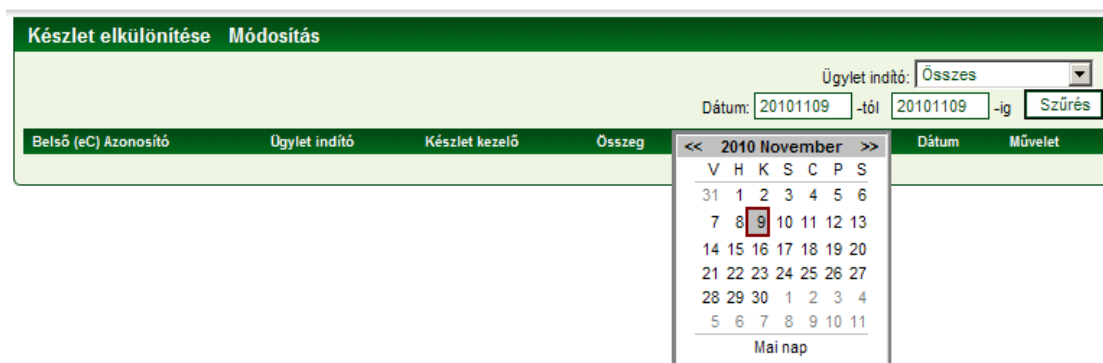 Készlet elkülönítése Módosítás
Ügylet indító: Összes
Dátum: 20101109 -tól 20101109 -ig Szűrés
Belső (eC) Azonosító Ügylet indító Készlet kezelő Összeg Dátum Művelet
<< 2010 November >>
V H K S C P S
31 1 2 3 4 5 6
7 8 9 10 11 12 13
14 15 16 17 18 19 20
21 22 23 24 25 26 27
28 29 30 1 2 3 4
5 6 7 8 9 10 11
Mai nap